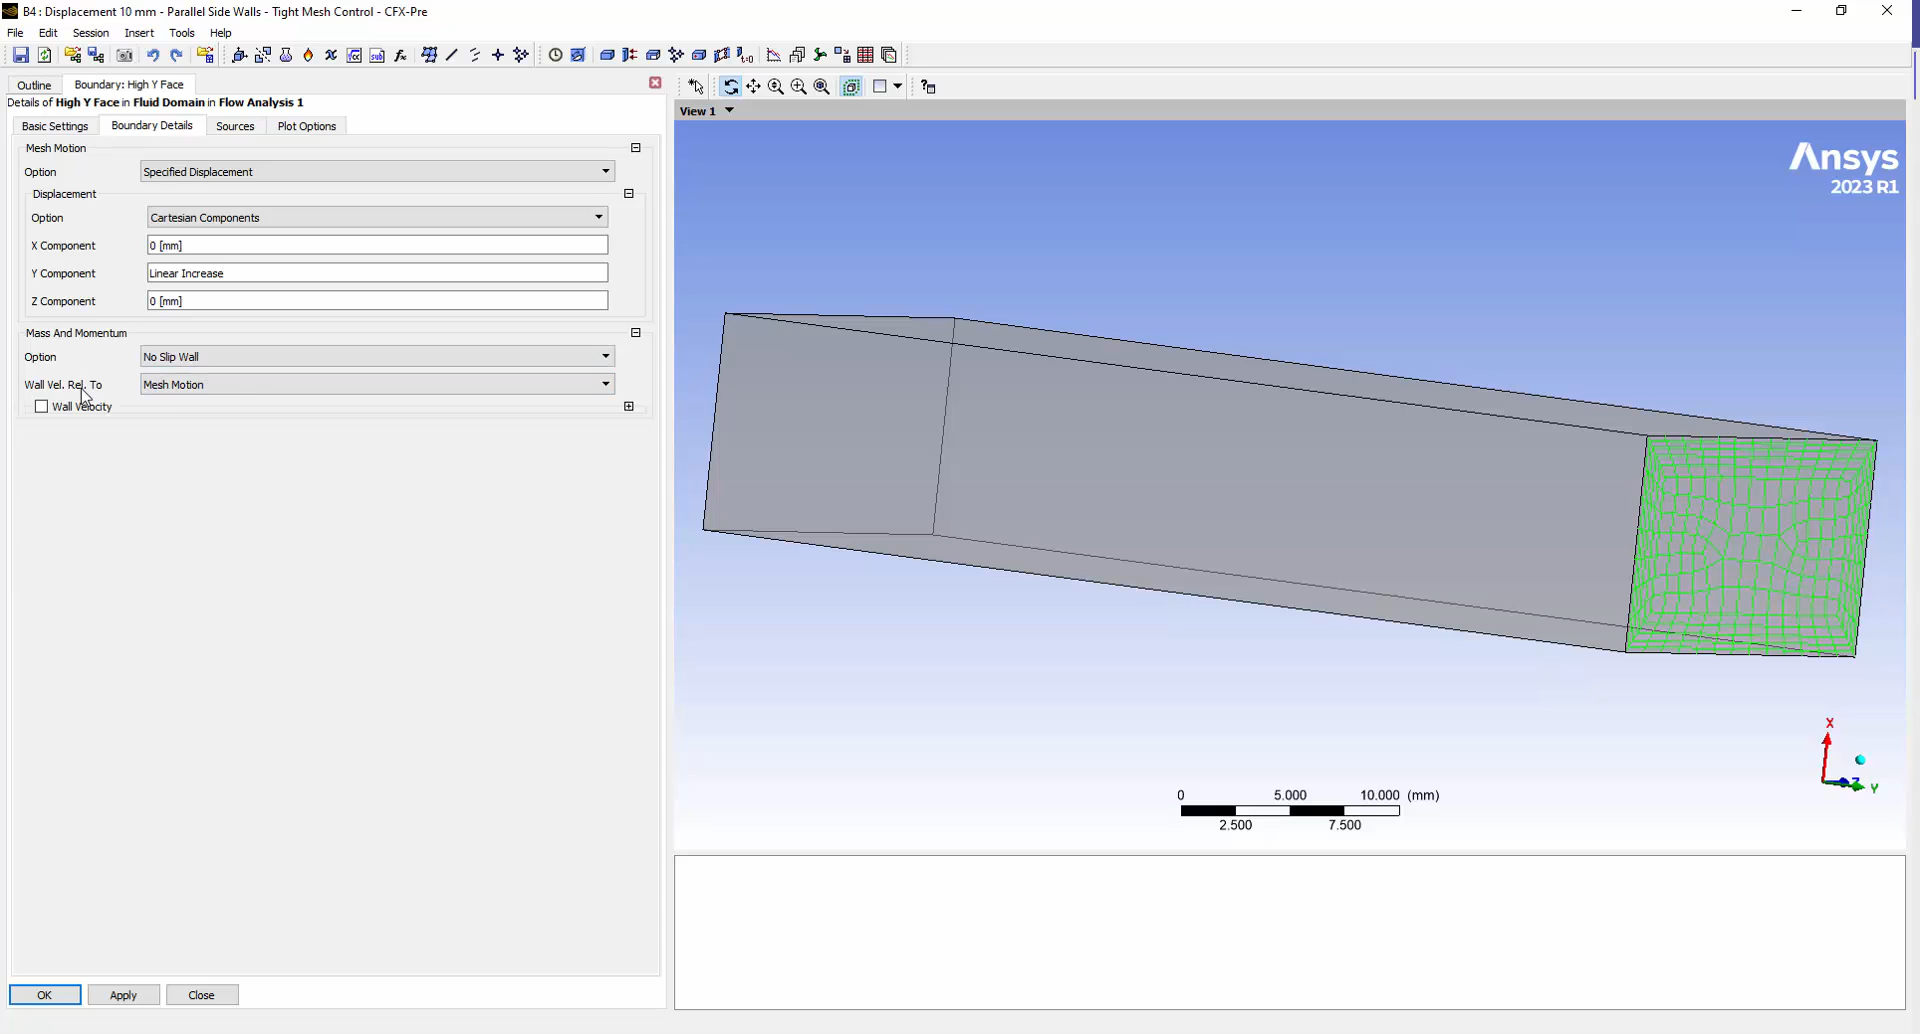 B4 : Displacement 10 mm - Parallel Side Walls - Tight Mesh Control - CFX-Pre
File Edit Session Insert Tools Help
Outline Boundary: High Y Face
Details of High Y Face in Fluid Domain in Flow Analysis 1
Basic Settings Boundary Details Sources Plot Options
Mesh Motion
Option Specified Displacement
Displacement
Option Cartesian Components
X Component 0 [mm]
Y Component Linear Increase
Z Component 0 [mm]
Mass And Momentum
Option No Slip Wall
Wall Vel. Rel. To Mesh Motion
Wall Velocity
OK Apply Close
View 1
Ansys
2023 R1
X
Z
Y
0 5.000 10.000 (mm)
2.500 7.500